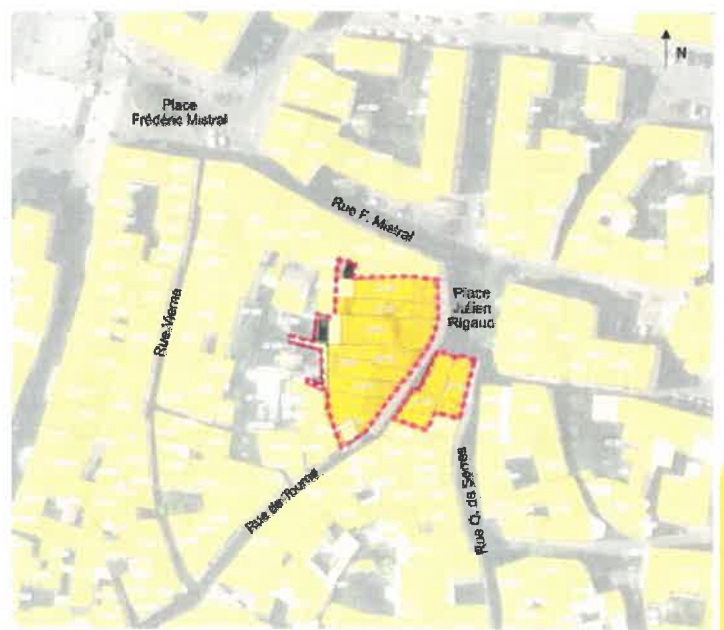 N
Place
Frédéric Mistral
Rue F. Mistral
Place
Julien
Rigaud
Rue Vierne
Rue de Tourne
Rue O. de Serres